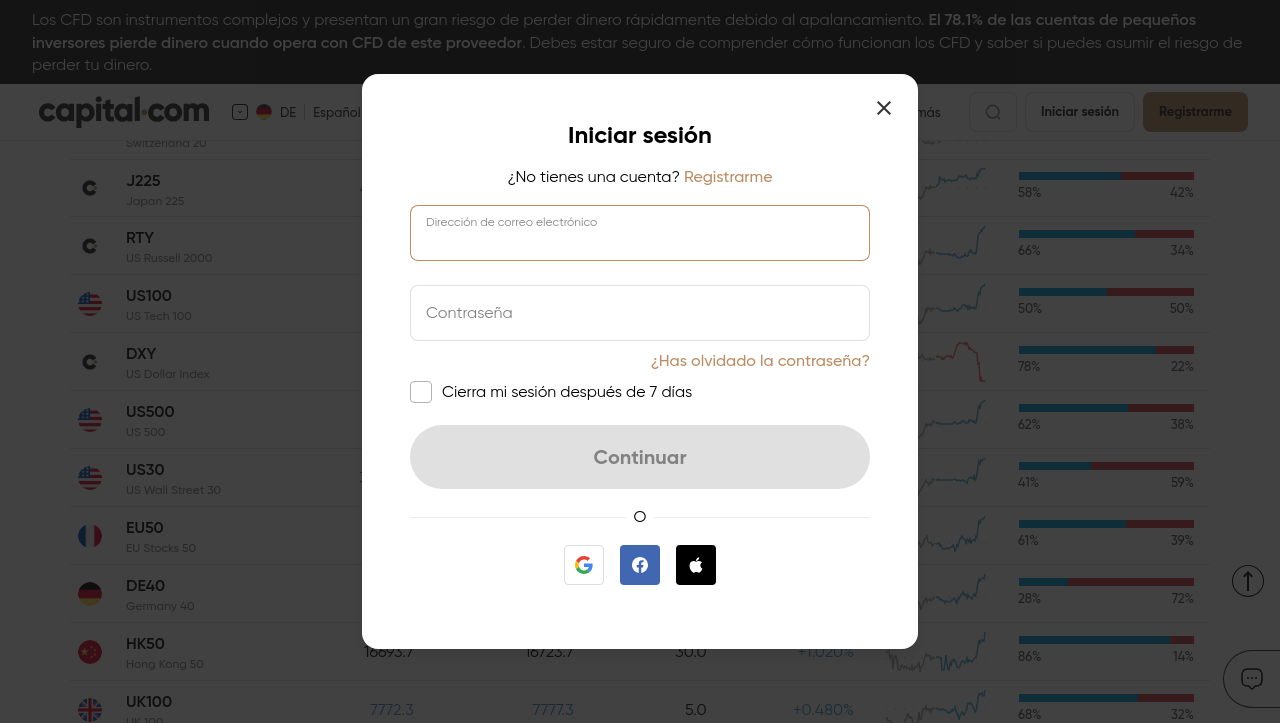 Los CFD son instrumentos complejos y presentan un gran riesgo de perder dinero rápidamente debido al apalancamiento. El 78.1% de las cuentas de pequeños
inversores pierde dinero cuando opera con CFD de este proveedor. Debes estar seguro de comprender cómo funcionan los CFD y saber si puedes asumir el riesgo de
perder tu dinero.
capital.com DE Español más Iniciar sesión Registrarme
Iniciar sesión
¿No tienes una cuenta? Registrarme
Dirección de correo electrónico
Contraseña
¿Has olvidado la contraseña?
Cierra mi sesión después de 7 días
Continuar
O
Switzerland 20
J225
Japan 225
58% 42%
RTY
US Russell 2000
66% 34%
US100
US Tech 100
50% 50%
DXY
US Dollar Index
78% 22%
US500
US 500
62% 38%
US30
US Wall Street 30
41% 59%
EU50
EU Stocks 50
61% 39%
DE40
Germany 40
28% 72%
HK50
Hong Kong 50
16693.7 16723.7 30.0 +1.020%
86% 14%
UK100
UK 100
7772.3 7777.3 5.0 +0.480%
68% 32%